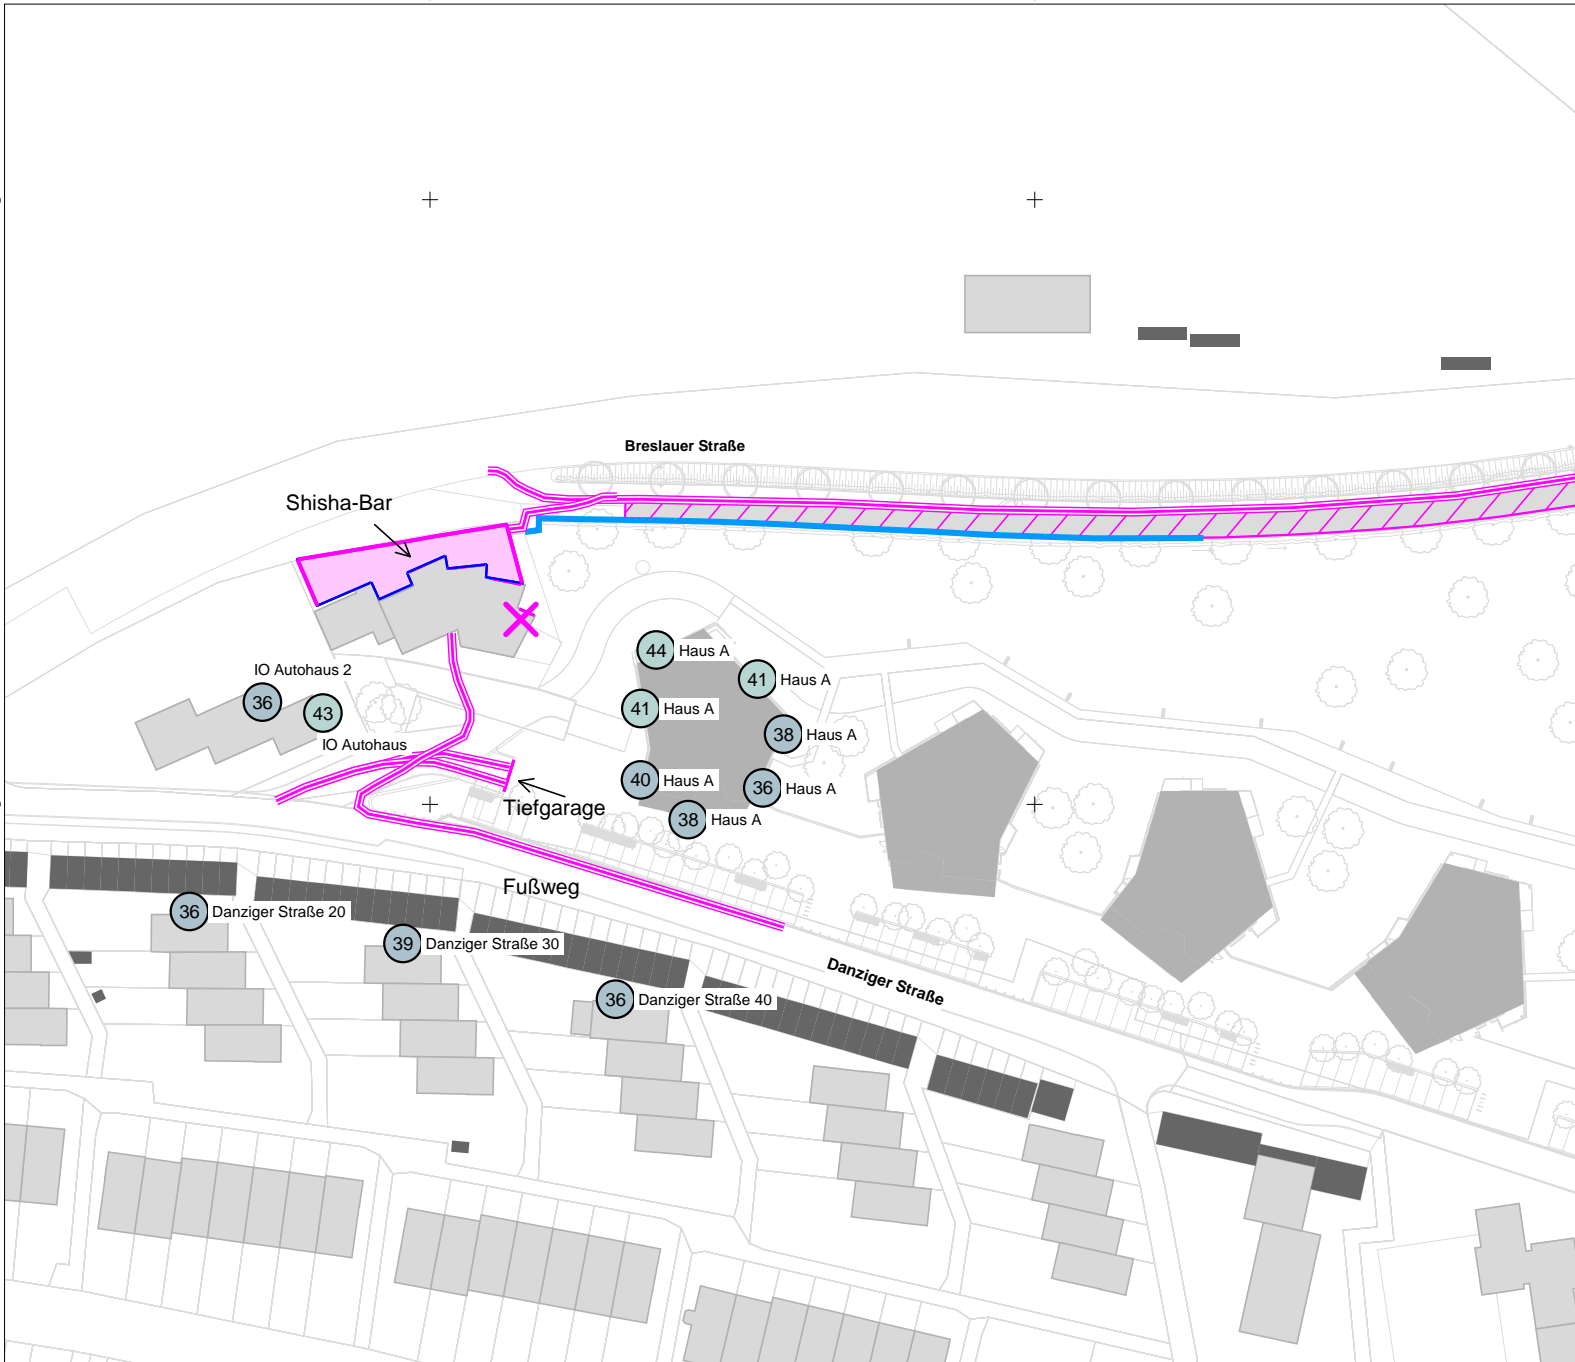 Breslauer Straße
Shisha-Bar
44 Haus A
IO Autohaus 2
41 Haus A
36
41 Haus A
43
38 Haus A
IO Autohaus
40 Haus A
36 Haus A
Tiefgarage
38 Haus A
Fußweg
36 Danziger Straße 20
39 Danziger Straße 30
Danziger Straße
36 Danziger Straße 40